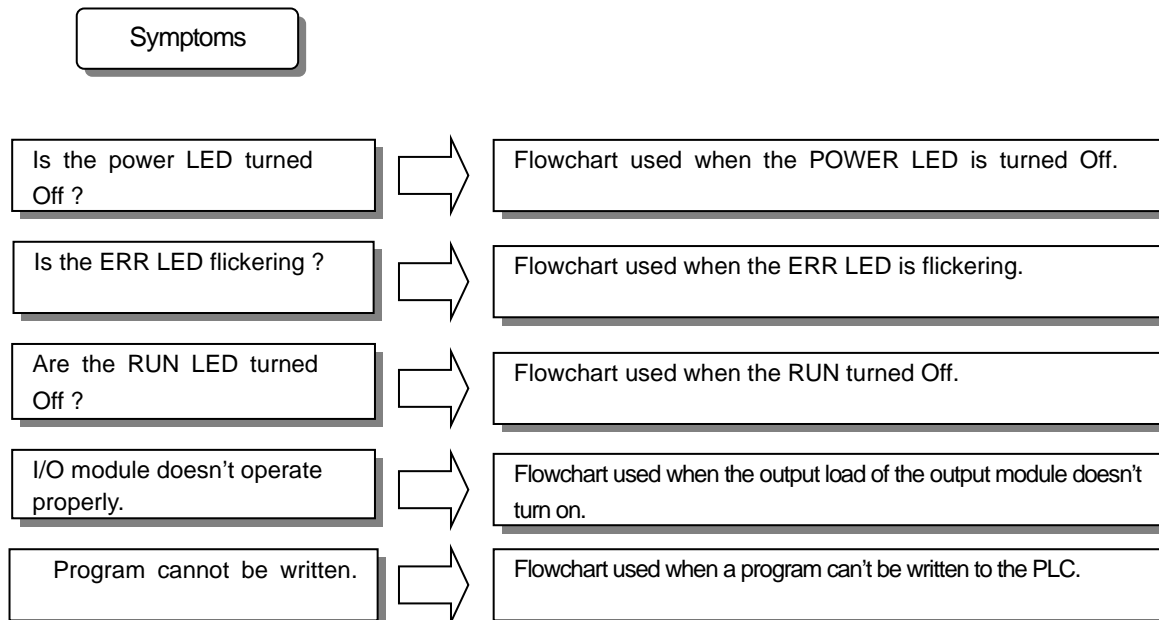 Symptoms
Is the power LED turned
Off ?
Flowchart used when the POWER LED is turned Off.
Is the ERR LED flickering ?
Flowchart used when the ERR LED is flickering.
Are the RUN LED turned
Off ?
Flowchart used when the RUN turned Off.
I/O module doesn’t operate
properly.
Flowchart used when the output load of the output module doesn’t
turn on.
Program cannot be written.
Flowchart used when a program can’t be written to the PLC.